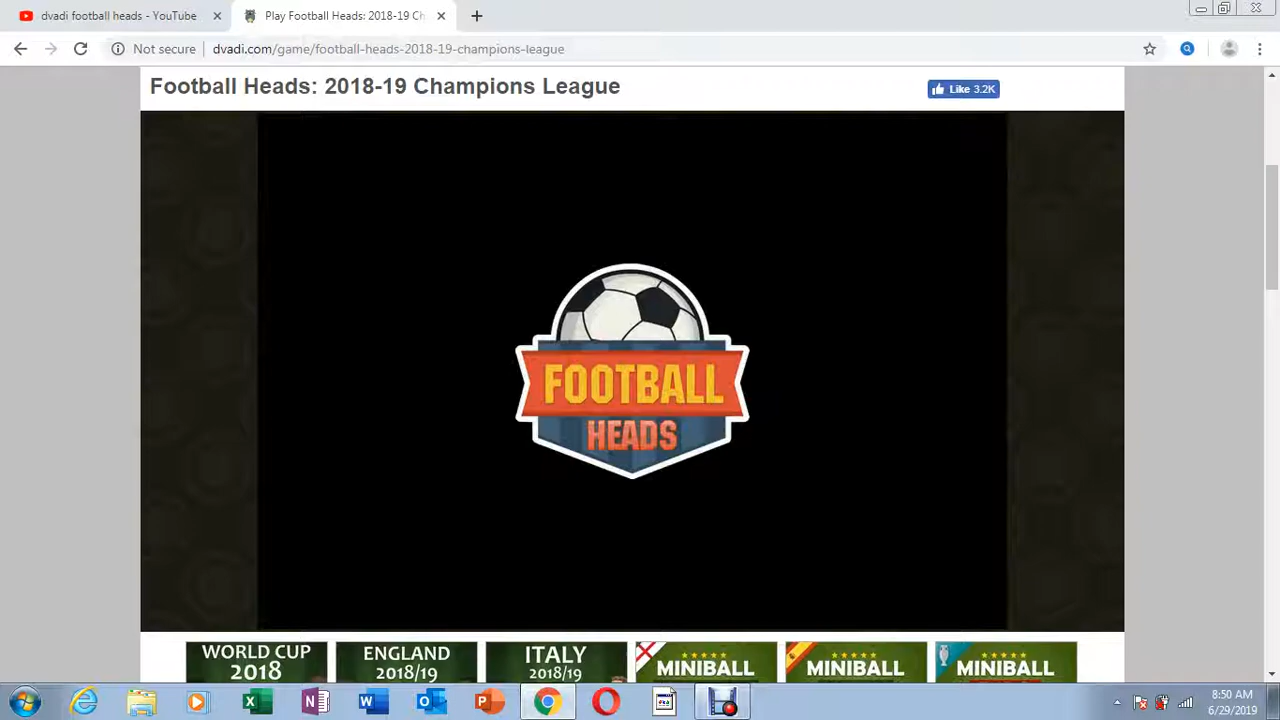 dvadi football heads - YouTube
Play Football Heads: 2018-19 Ch
Not secure
dvadi.com/game/football-heads-2018-19-champions-league
Football Heads: 2018-19 Champions League
Like 3.2K
FOOTBALL
HEADS
WORLD CUP
2018
ENGLAND
2018/19
ITALY
2018/19
MINIBALL
MINIBALL
MINIBALL
8:50 AM
6/29/2019